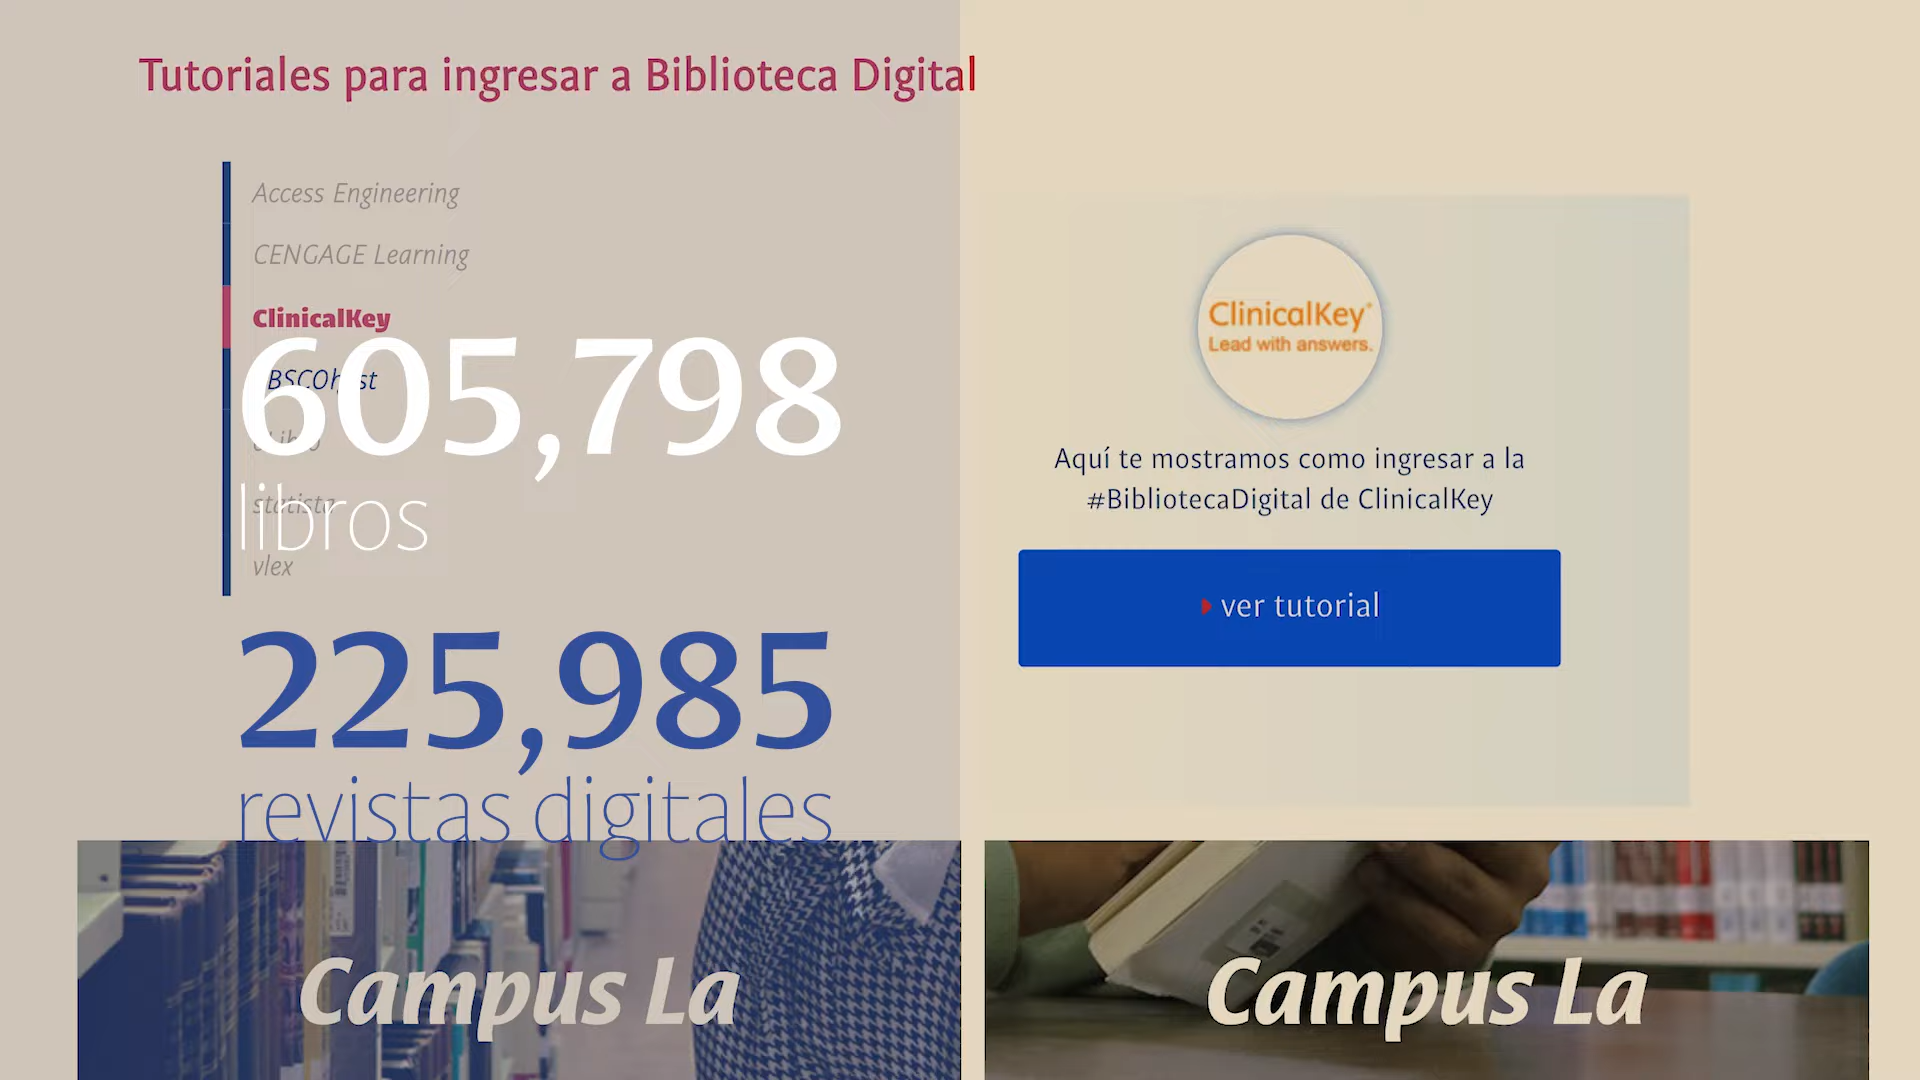 Tutoriales para ingresar a Biblioteca Digital
Access Engineering
CENGAGE Learning
ClinicalKey
605,798
libros
statista
vlex
225,985
revistas digitales
ClinicalKey
Lead with answers.
Aquí te mostramos como ingresar a la
#BibliotecaDigital de ClinicalKey
ver tutorial
Campus La
Campus La